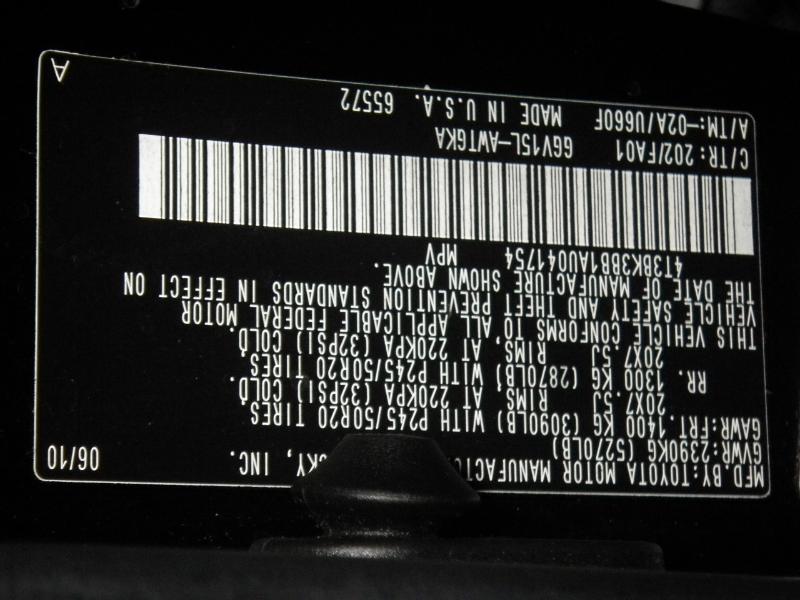 MFD.BY:TOYOTA MOTOR MANUFACTU KY, INC. 06/10
GVWR:2390KG (5270LB)
GAWR:FRT.1400 KG (3090LB) WITH P245/50R20 TIRES
20X7.5J RIMS AT 220KPA (32PSI) COLD.
RR. 1300 KG (2870LB) WITH P245/50R20 TIRES
20X7.5J RIMS, AT 220KPA (32PSI) COLD.
THIS VEHICLE CONFORMS TO ALL APPLICABLE FEDERAL MOTOR
VEHICLE SAFETY AND THEFT PREVENTION STANDARDS IN EFFECT ON
THE DATE OF MANUFACTURE SHOWN ABOVE.
4T3BK3BB1AU041754 MPV
C/TR: 202/FA01 GGV15L-AWTGKA
A/TM:-02A/U660F MADE IN U.S.A. 65572
A